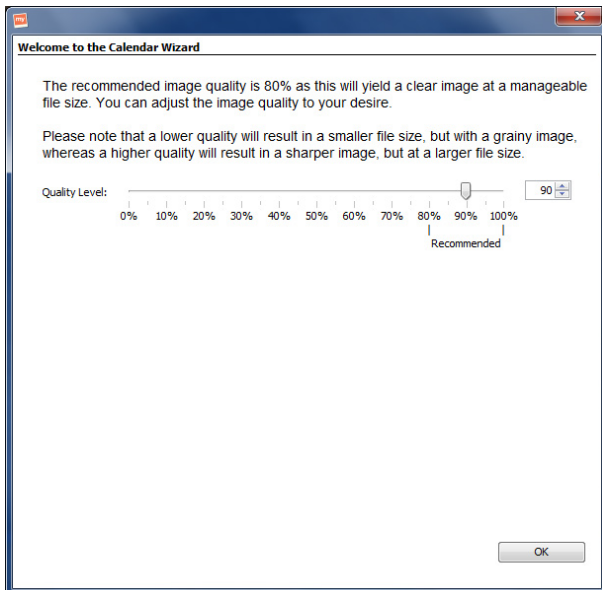 my
Welcome to the Calendar Wizard
The recommended image quality is 80% as this will yield a clear image at a manageable
file size. You can adjust the image quality to your desire.
Please note that a lower quality will result in a smaller file size, but with a grainy image,
whereas a higher quality will result in a sharper image, but at a larger file size.
Quality Level: 90
0% 10% 20% 30% 40% 50% 60% 70% 80% 90% 100%
Recommended
OK